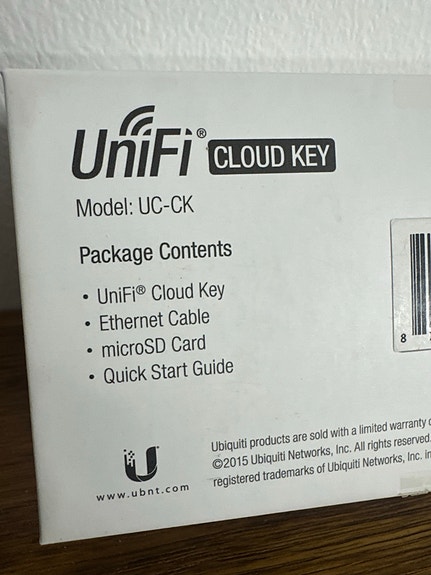 UniFi® CLOUD KEY
Model: UC-CK
Package Contents
• UniFi® Cloud Key
• Ethernet Cable
• microSD Card
• Quick Start Guide
8
U
www.ubnt.com
Ubiquiti products are sold with a limited warranty
©2015 Ubiquiti Networks, Inc. All rights reserved.
registered trademarks of Ubiquiti Networks, Inc. in